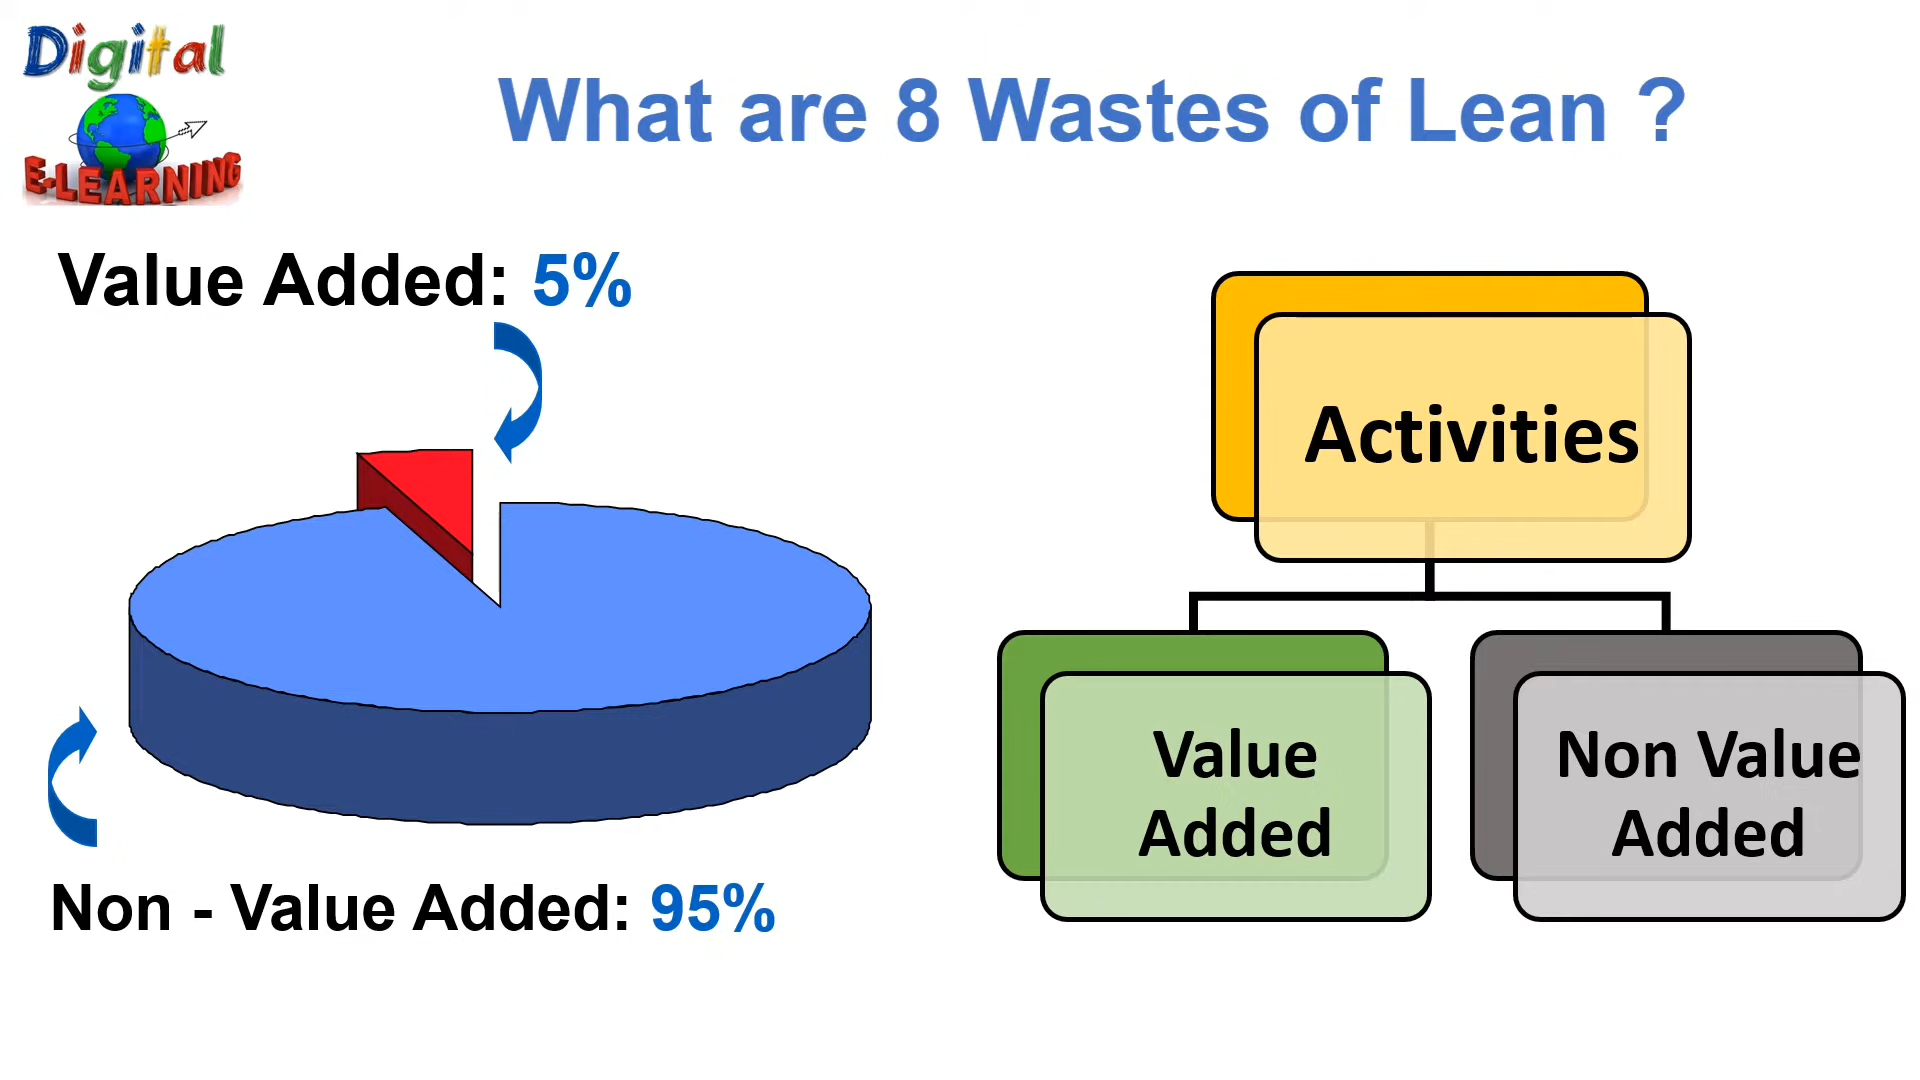 Digital
E-LEARNING
What are 8 Wastes of Lean ?
Value Added: 5%
Non - Value Added: 95%
Activities
Value
Added
Non Value
Added